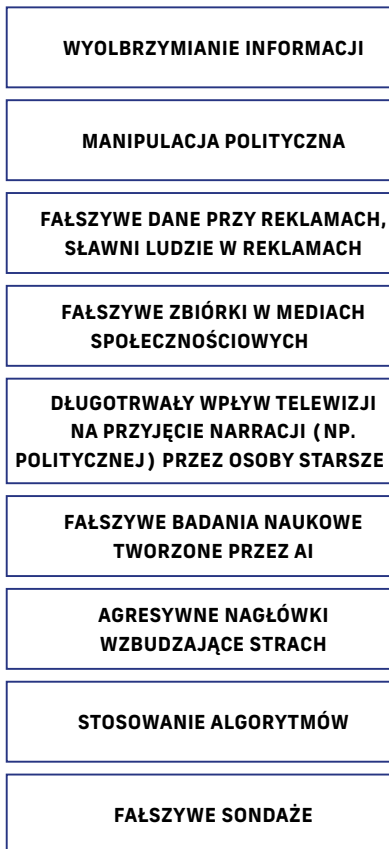 WYOLBRZYMIANIE INFORMACJI
MANIPULACJA POLITYCZNA
FAŁSZYWE DANE PRZY REKLAMACH,
SŁAWNI LUDZIE W REKLAMACH
FAŁSZYWE ZBIÓRKI W MEDIACH
SPOŁECZNOŚCIOWYCH
DŁUGOTRWAŁY WPŁYW TELEWIZJI
NA PRZYJĘCIE NARRACJI (NP.
POLITYCZNEJ) PRZEZ OSOBY STARSZE
FAŁSZYWE BADANIA NAUKOWE
TWORZONE PRZEZ AI
AGRESYWNE NAGŁÓWKI
WZBUDZAJĄCE STRACH
STOSOWANIE ALGORYTMÓW
FAŁSZYWE SONDAŻE